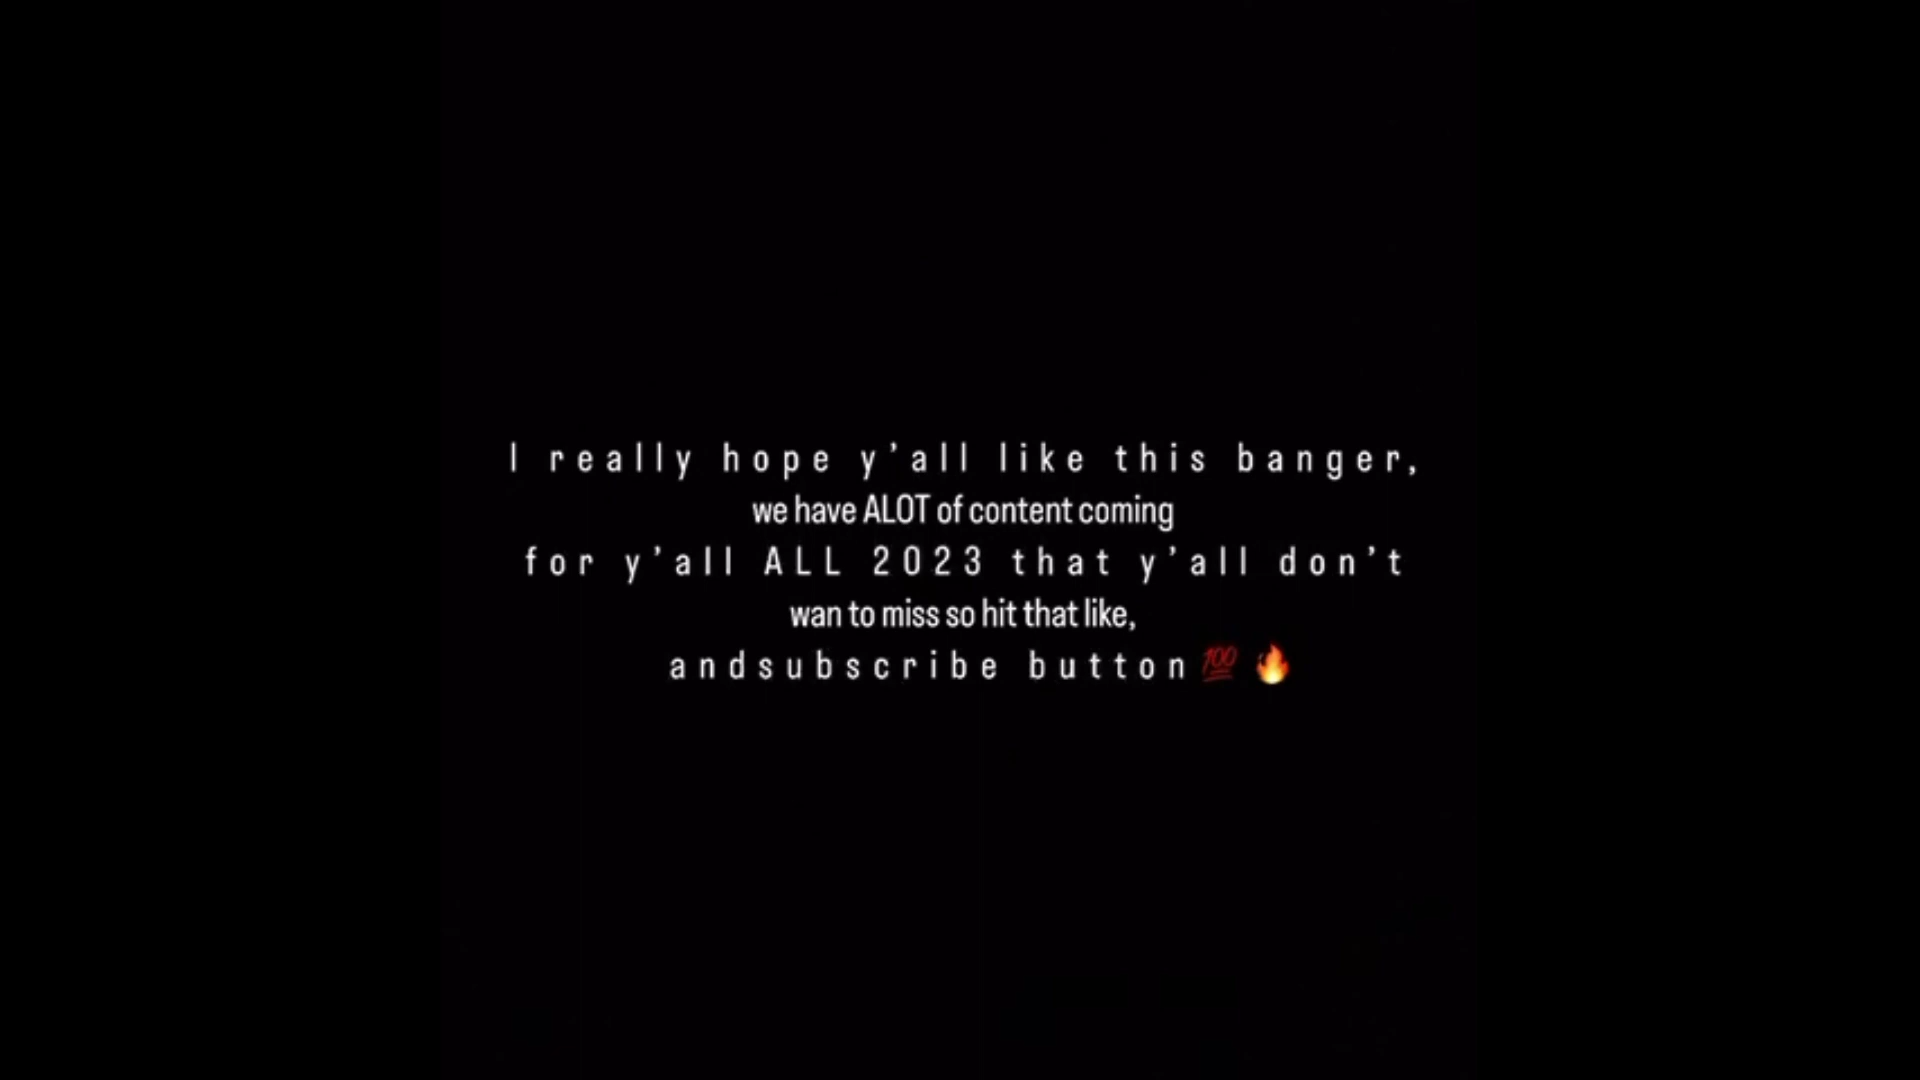 I really hope y’all like this banger,
we have ALOT of content coming
for y’all ALL 2023 that y’all don’t
wan to miss so hit that like,
andsubscribe button 💯 🔥